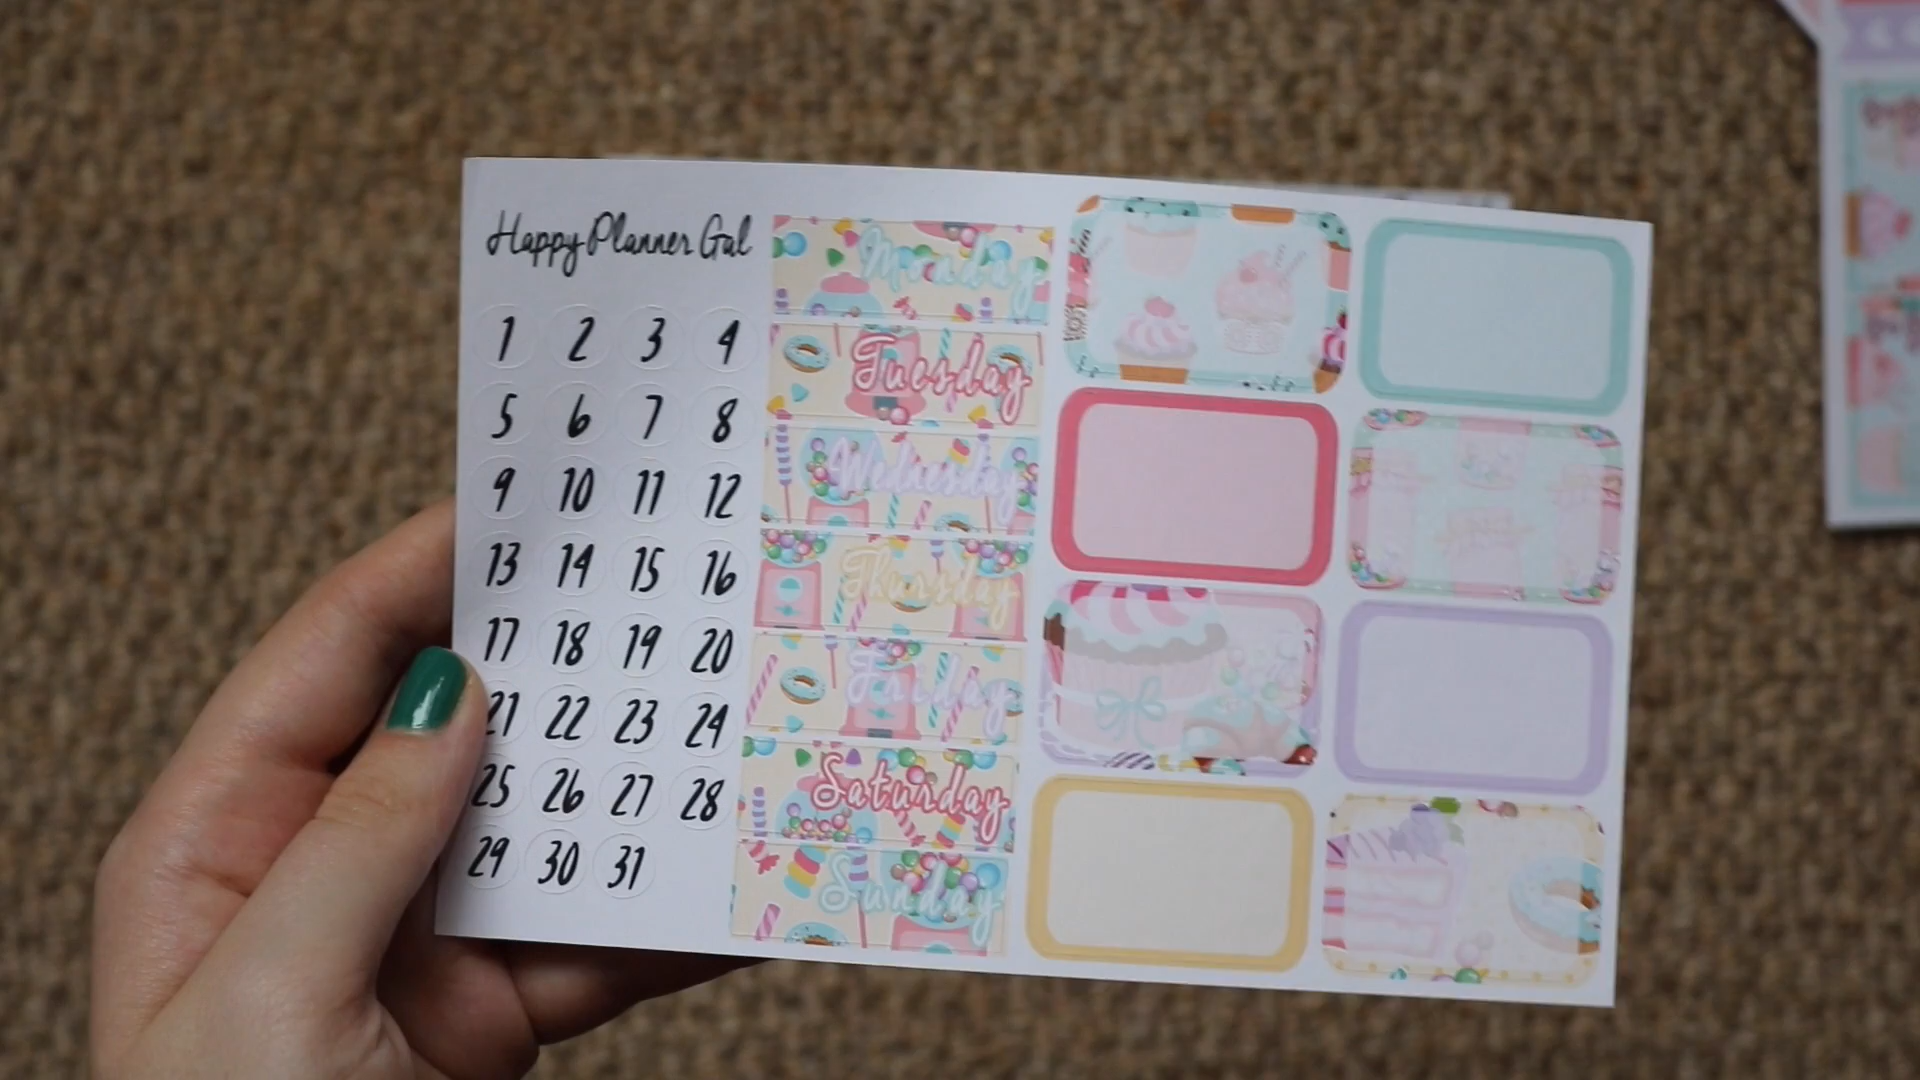 Happy Planner Gal
1 2 3 4
5 6 7 8
9 10 11 12
13 14 15 16
17 18 19 20
21 22 23 24
25 26 27 28
29 30 31
Monday
Tuesday
Wednesday
Thursday
Friday
Saturday
Sunday